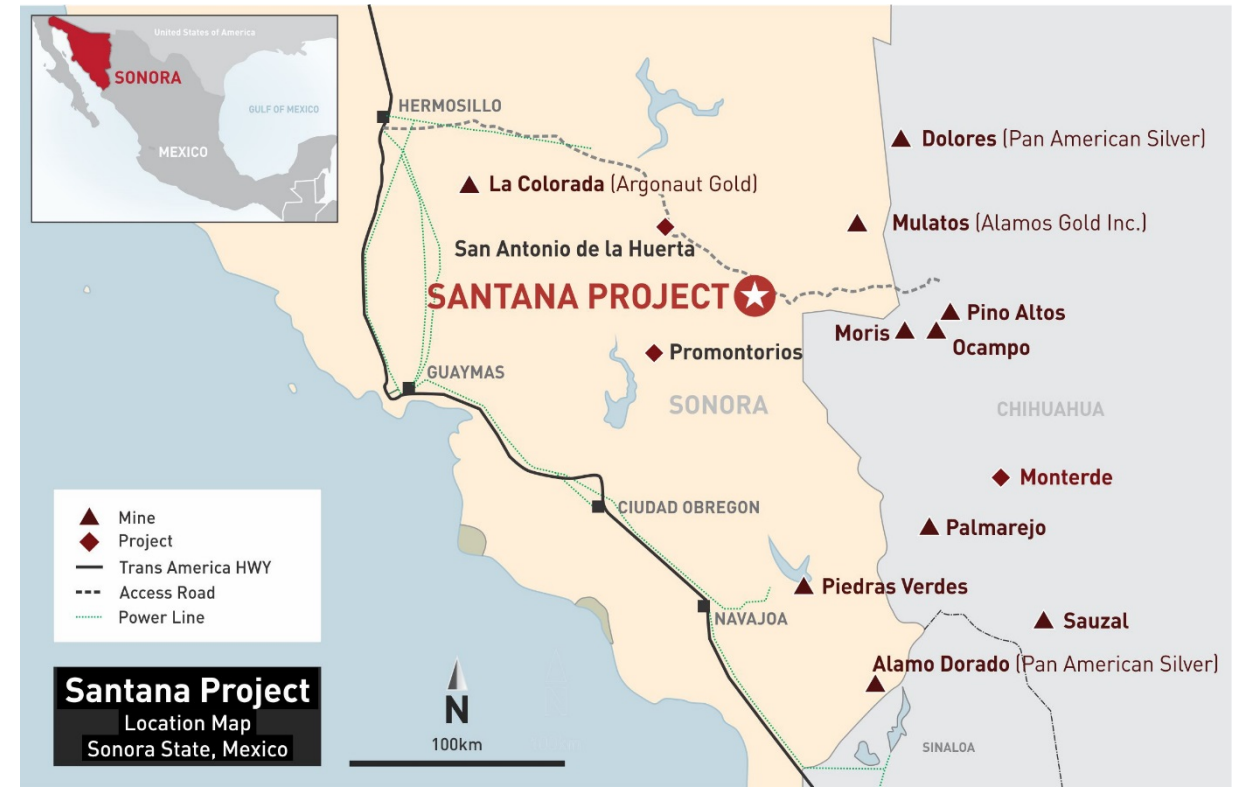 United States of America
SONORA
GULF OF MEXICO
MEXICO
HERMOSILLO
Dolores (Pan American Silver)
La Colorada (Argonaut Gold)
Mulatos (Alamos Gold Inc.)
San Antonio de la Huerta
SANTANA PROJECT
Pino Altos
Moris
Ocampo
Promontorios
GUAYMAS
SONORA
CHIHUAHUA
Monterde
CIUDAD OBREGON
Palmarejo
Mine
Project
Trans America HWY
Access Road
Power Line
Piedras Verdes
NAVAJOA
Sauzal
Alamo Dorado (Pan American Silver)
Santana Project
Location Map
Sonora State, Mexico
N
100km
SINALOA